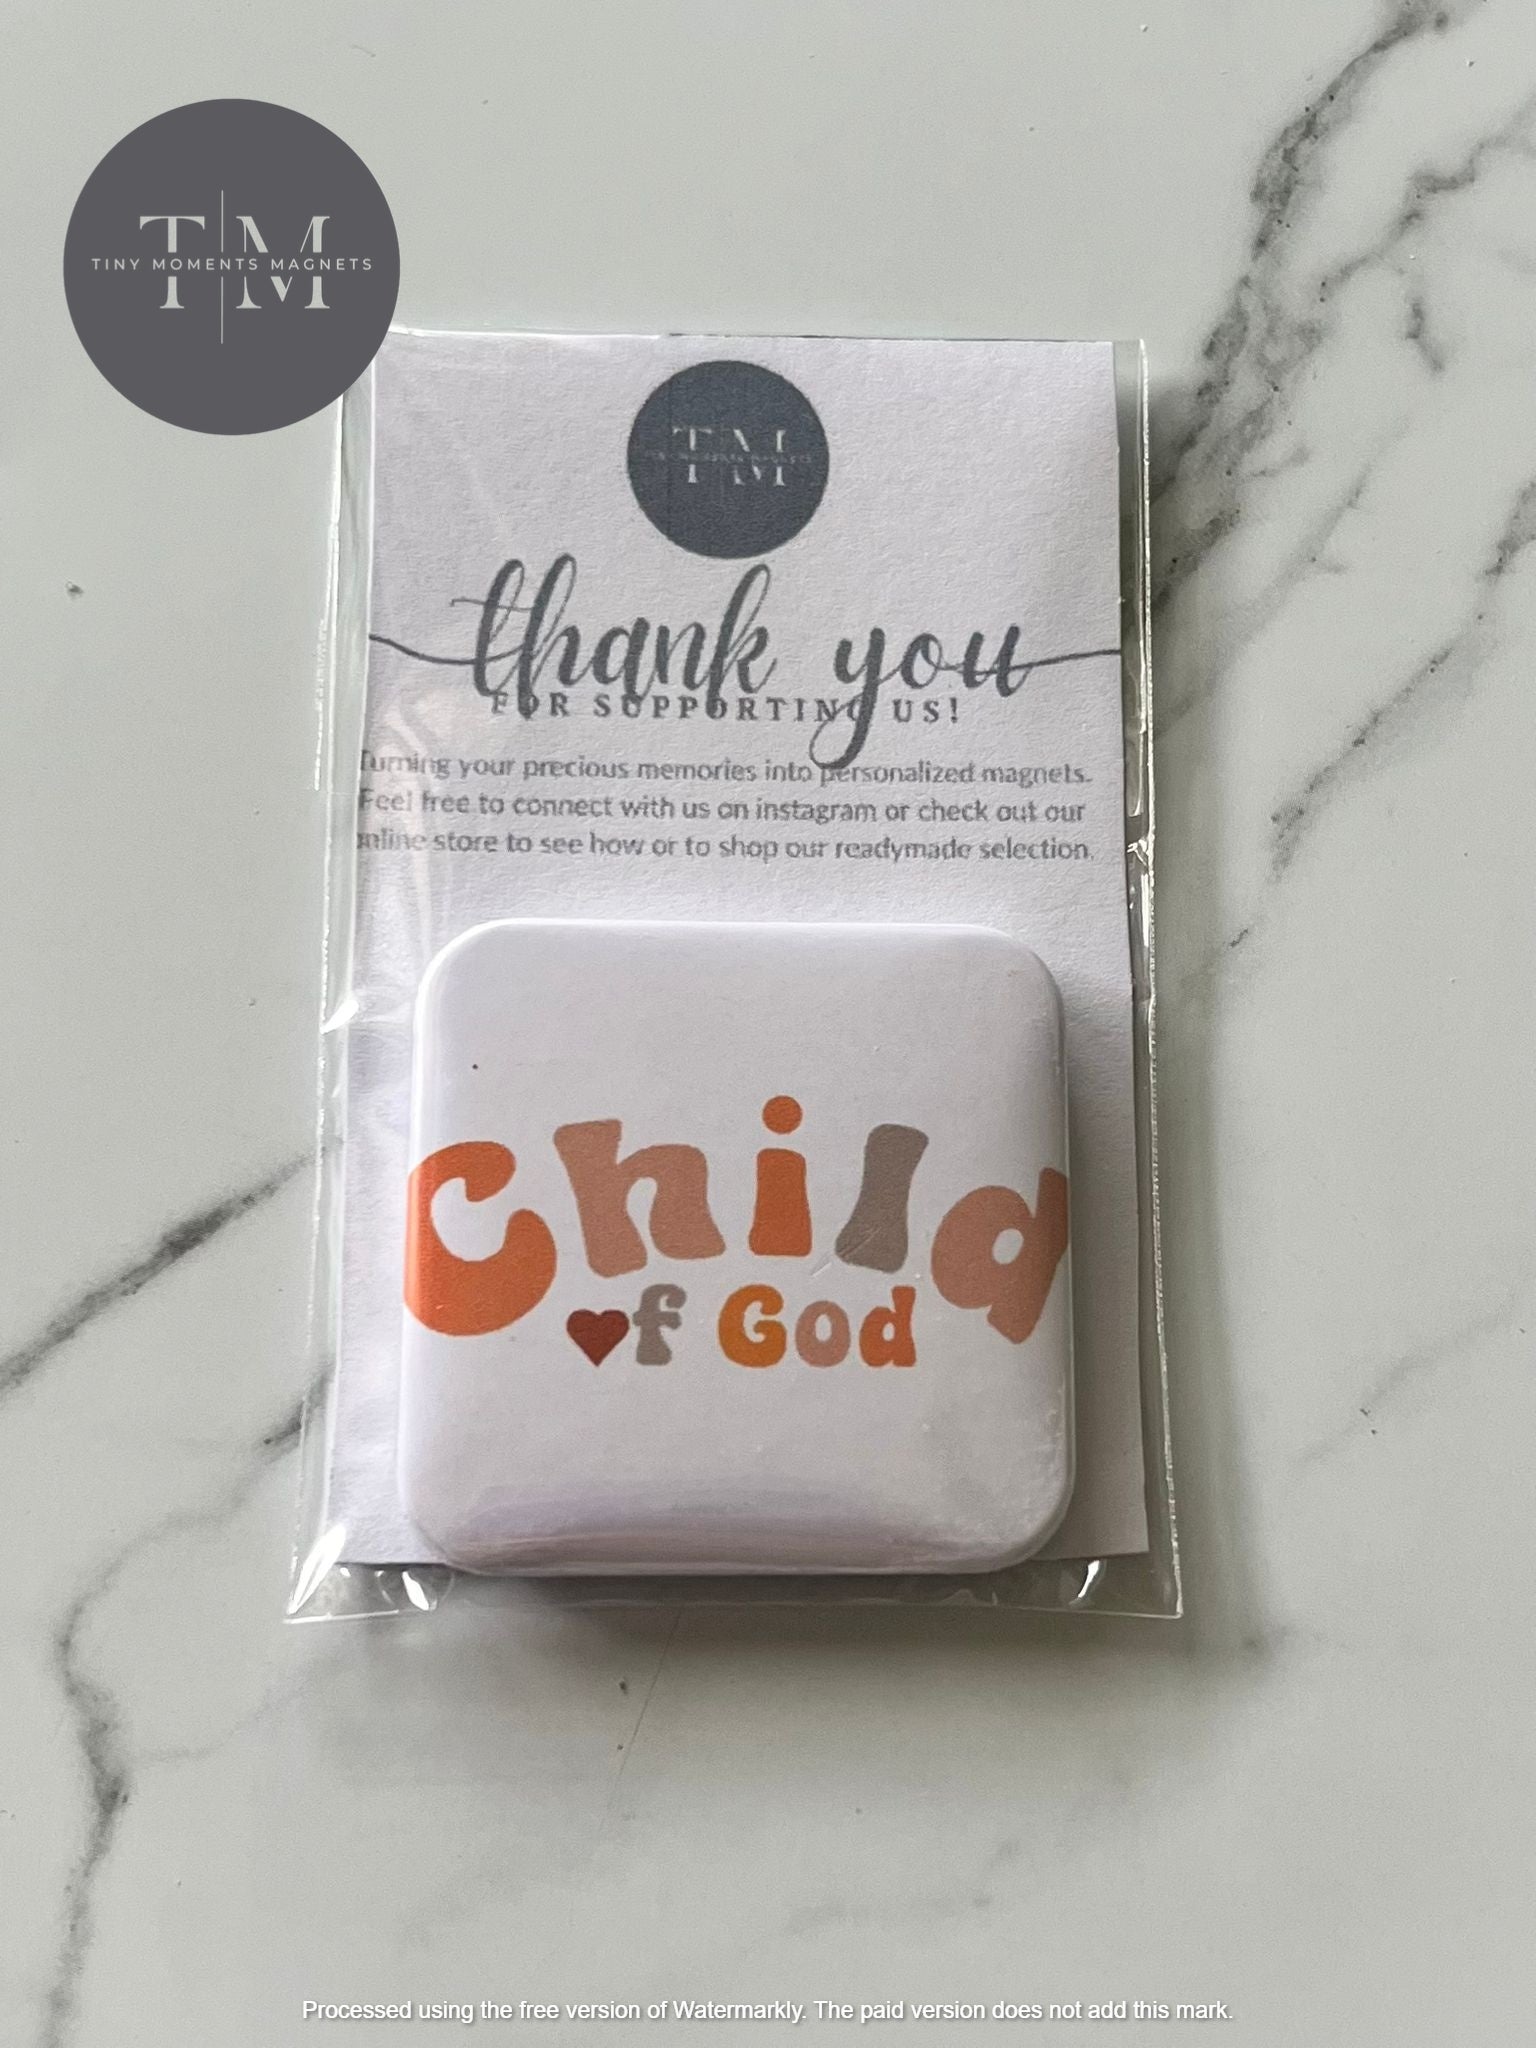 T M
TINY MOMENTS MAGNETS
T M
thank you
FOR SUPPORTING US!
Turning your precious memories into personalized magnets.
Feel free to connect with us on instagram or check out our
online store to see how or to shop our readymade selection.
Child
♥f God
Processed using the free version of Watermarkly. The paid version does not add this mark.